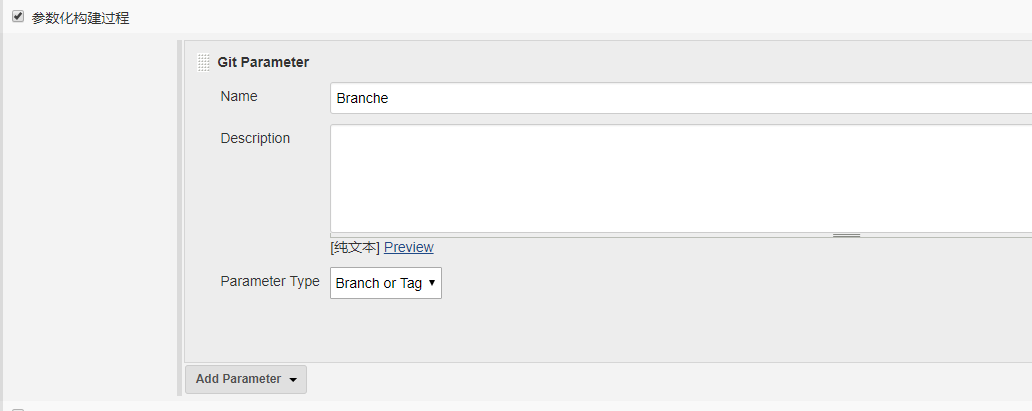 参数化构建过程
Git Parameter
Name
Branche
Description
[纯文本] Preview
Parameter Type
Branch or Tag
Add Parameter